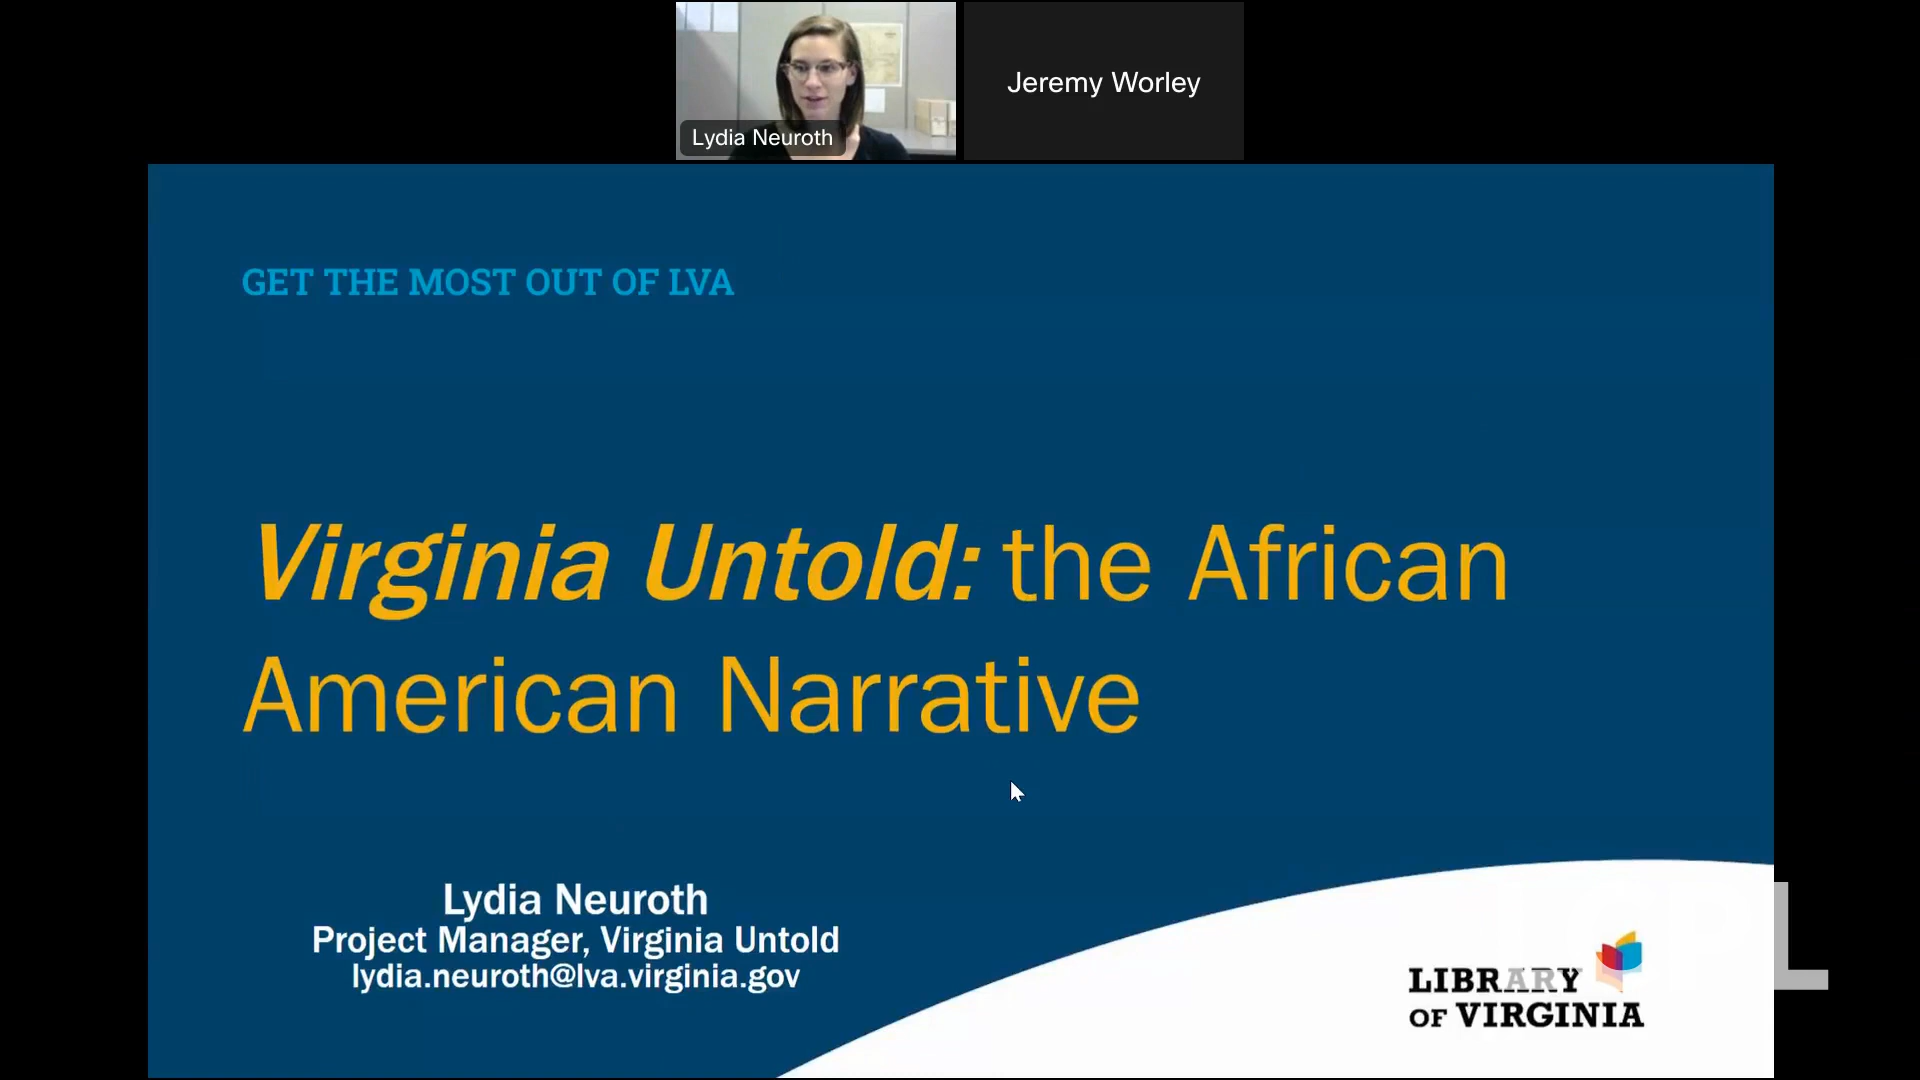 Lydia Neuroth
Jeremy Worley
GET THE MOST OUT OF LVA
Virginia Untold: the African
American Narrative
Lydia Neuroth
Project Manager, Virginia Untold
lydia.neuroth@lva.virginia.gov
LIBRARY
OF VIRGINIA